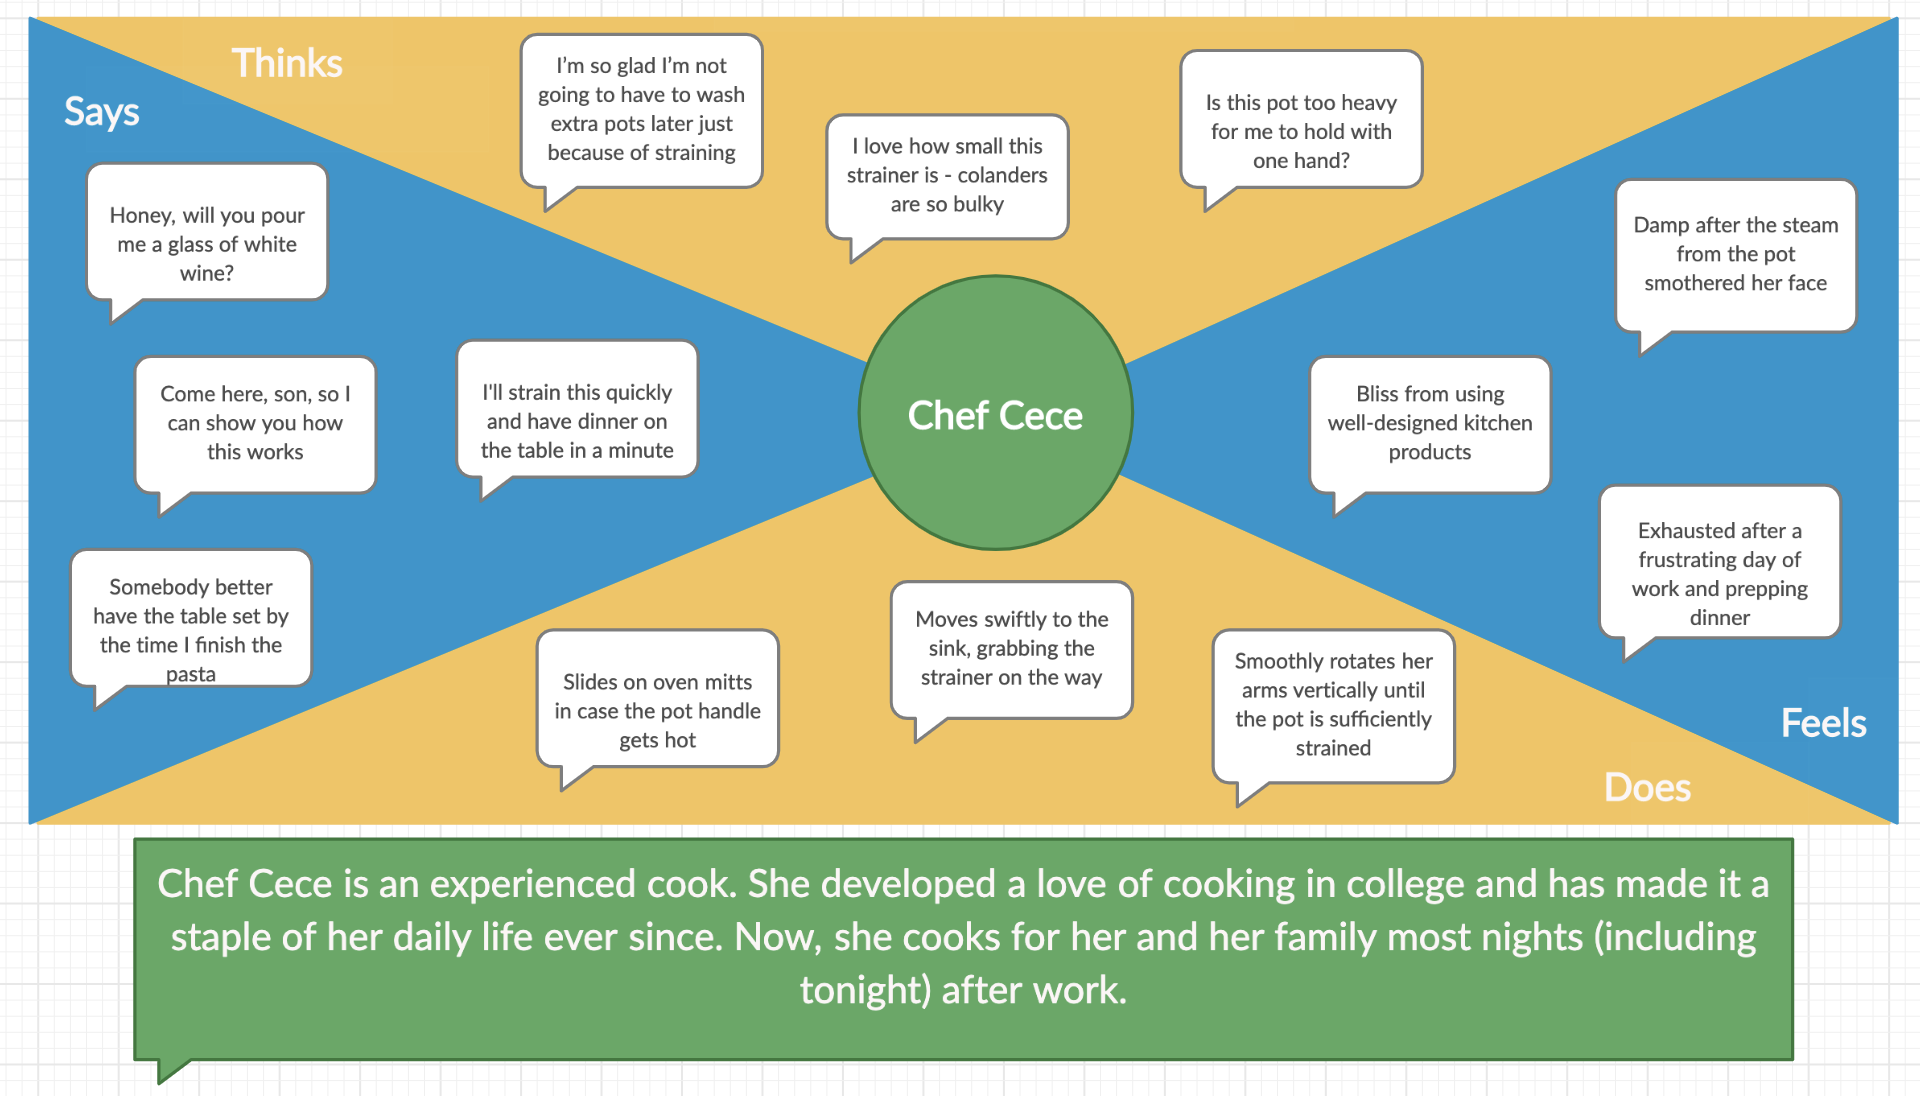 Thinks
I’m so glad I’m not
going to have to wash
extra pots later just
because of straining
I love how small this
strainer is - colanders
are so bulky
Is this pot too heavy
for me to hold with
one hand?
Says
Honey, will you pour
me a glass of white
wine?
Come here, son, so I
can show you how
this works
I'll strain this quickly
and have dinner on
the table in a minute
Somebody better
have the table set by
the time I finish the
pasta
Chef Cece
Damp after the steam
from the pot
smothered her face
Bliss from using
well-designed kitchen
products
Exhausted after a
frustrating day of
work and prepping
dinner
Feels
Slides on oven mitts
in case the pot handle
gets hot
Moves swiftly to the
sink, grabbing the
strainer on the way
Smoothly rotates her
arms vertically until
the pot is sufficiently
strained
Does
Chef Cece is an experienced cook. She developed a love of cooking in college and has made it a
staple of her daily life ever since. Now, she cooks for her and her family most nights (including
tonight) after work.